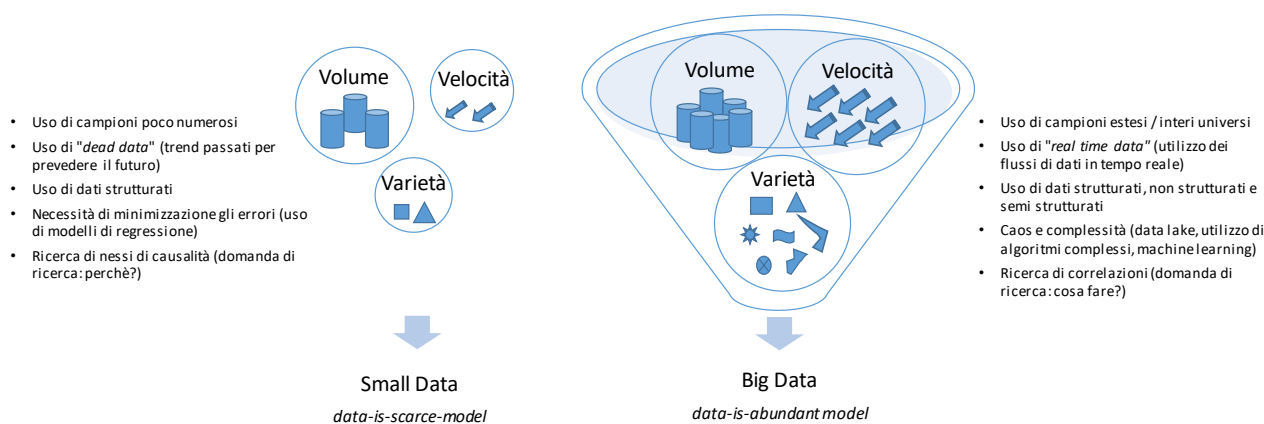 Volume
Velocità
Varietà
• Uso di campioni poco numerosi
• Uso di "dead data" (trend passati per
prevedere il futuro)
• Uso di dati strutturati
• Necessità di minimizzazione gli errori (uso
di modelli di regressione)
• Ricerca di nessi di causalità (domanda di
ricerca: perchè?)
Small Data
data-is-scarce-model
Volume
Velocità
Varietà
• Uso di campioni estesi / interi universi
• Uso di "real time data" (utilizzo dei
flussi di dati in tempo reale)
• Uso di dati strutturati, non strutturati e
semi strutturati
• Caos e complessità (data lake, utilizzo di
algoritmi complessi, machine learning)
• Ricerca di correlazioni (domanda di
ricerca: cosa fare?)
Big Data
data-is-abundant model